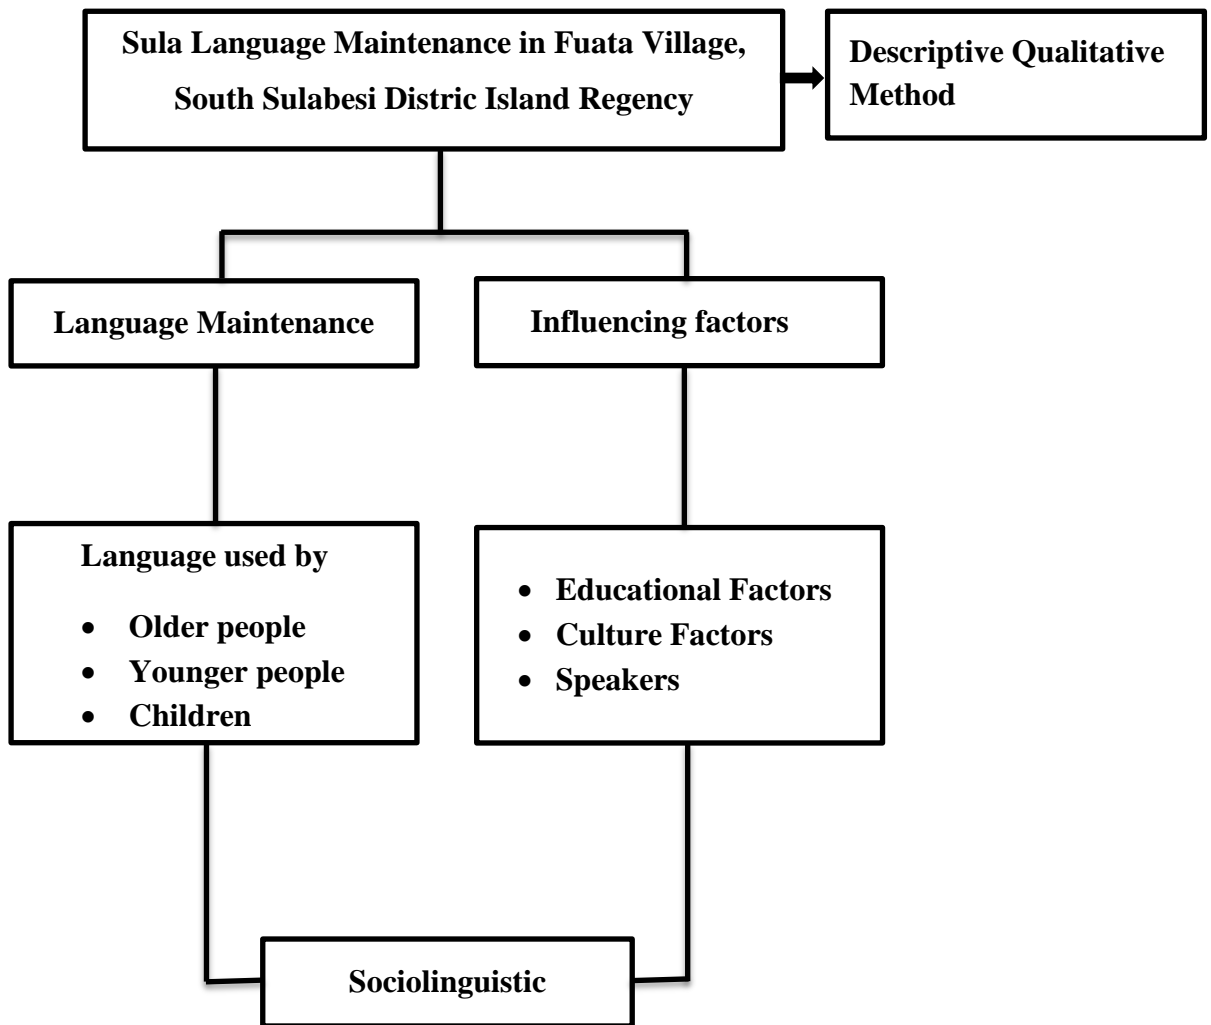 Sula Language Maintenance in Fuata Village,
South Sulabesi Distric Island Regency
Descriptive Qualitative
Method
Language Maintenance
Influencing factors
Language used by
• Older people
• Younger people
• Children
• Educational Factors
• Culture Factors
• Speakers
Sociolinguistic